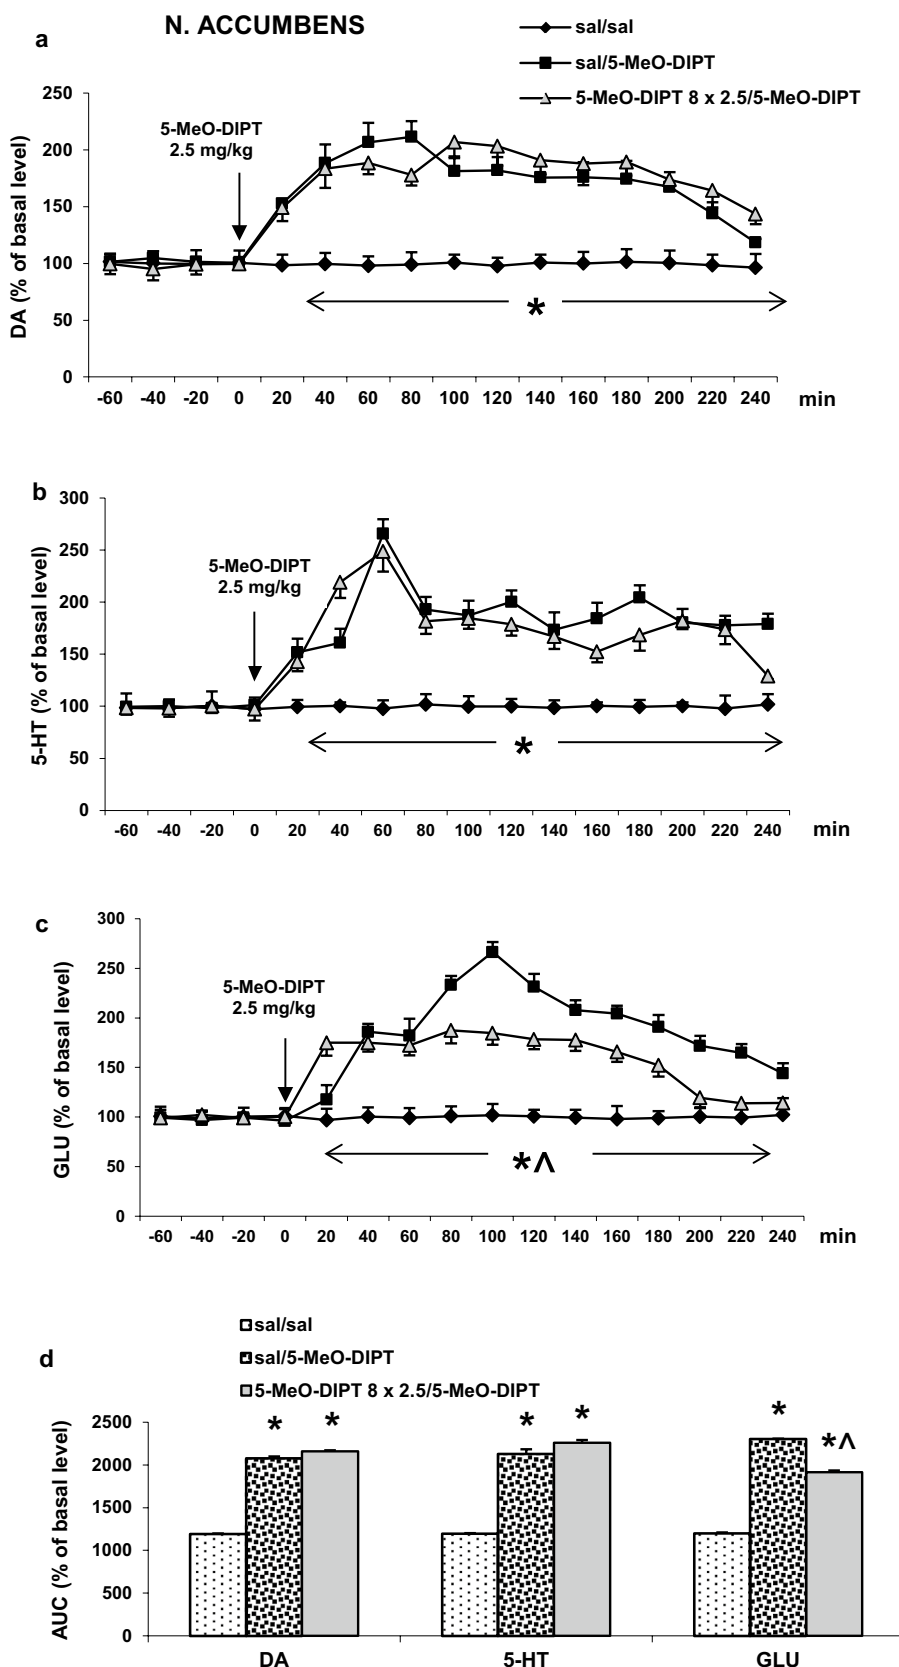 a
N. ACCUMBENS
sal/sal
sal/5-MeO-DIPT
5-MeO-DIPT 8 x 2.5/5-MeO-DIPT
DA (% of basal level)
250
200
150
100
50
0
5-MeO-DIPT
2.5 mg/kg
*
-60 -40 -20 0 20 40 60 80 100 120 140 160 180 200 220 240 min
b
5-HT (% of basal level)
300
250
200
150
100
50
0
5-MeO-DIPT
2.5 mg/kg
*
-60 -40 -20 0 20 40 60 80 100 120 140 160 180 200 220 240 min
c
GLU (% of basal level)
300
250
200
150
100
50
0
5-MeO-DIPT
2.5 mg/kg
*^
-60 -40 -20 0 20 40 60 80 100 120 140 160 180 200 220 240 min
d
sal/sal
sal/5-MeO-DIPT
5-MeO-DIPT 8 x 2.5/5-MeO-DIPT
AUC (% of basal level)
2500
2000
1500
1000
500
0
* * * * * *^
DA 5-HT GLU